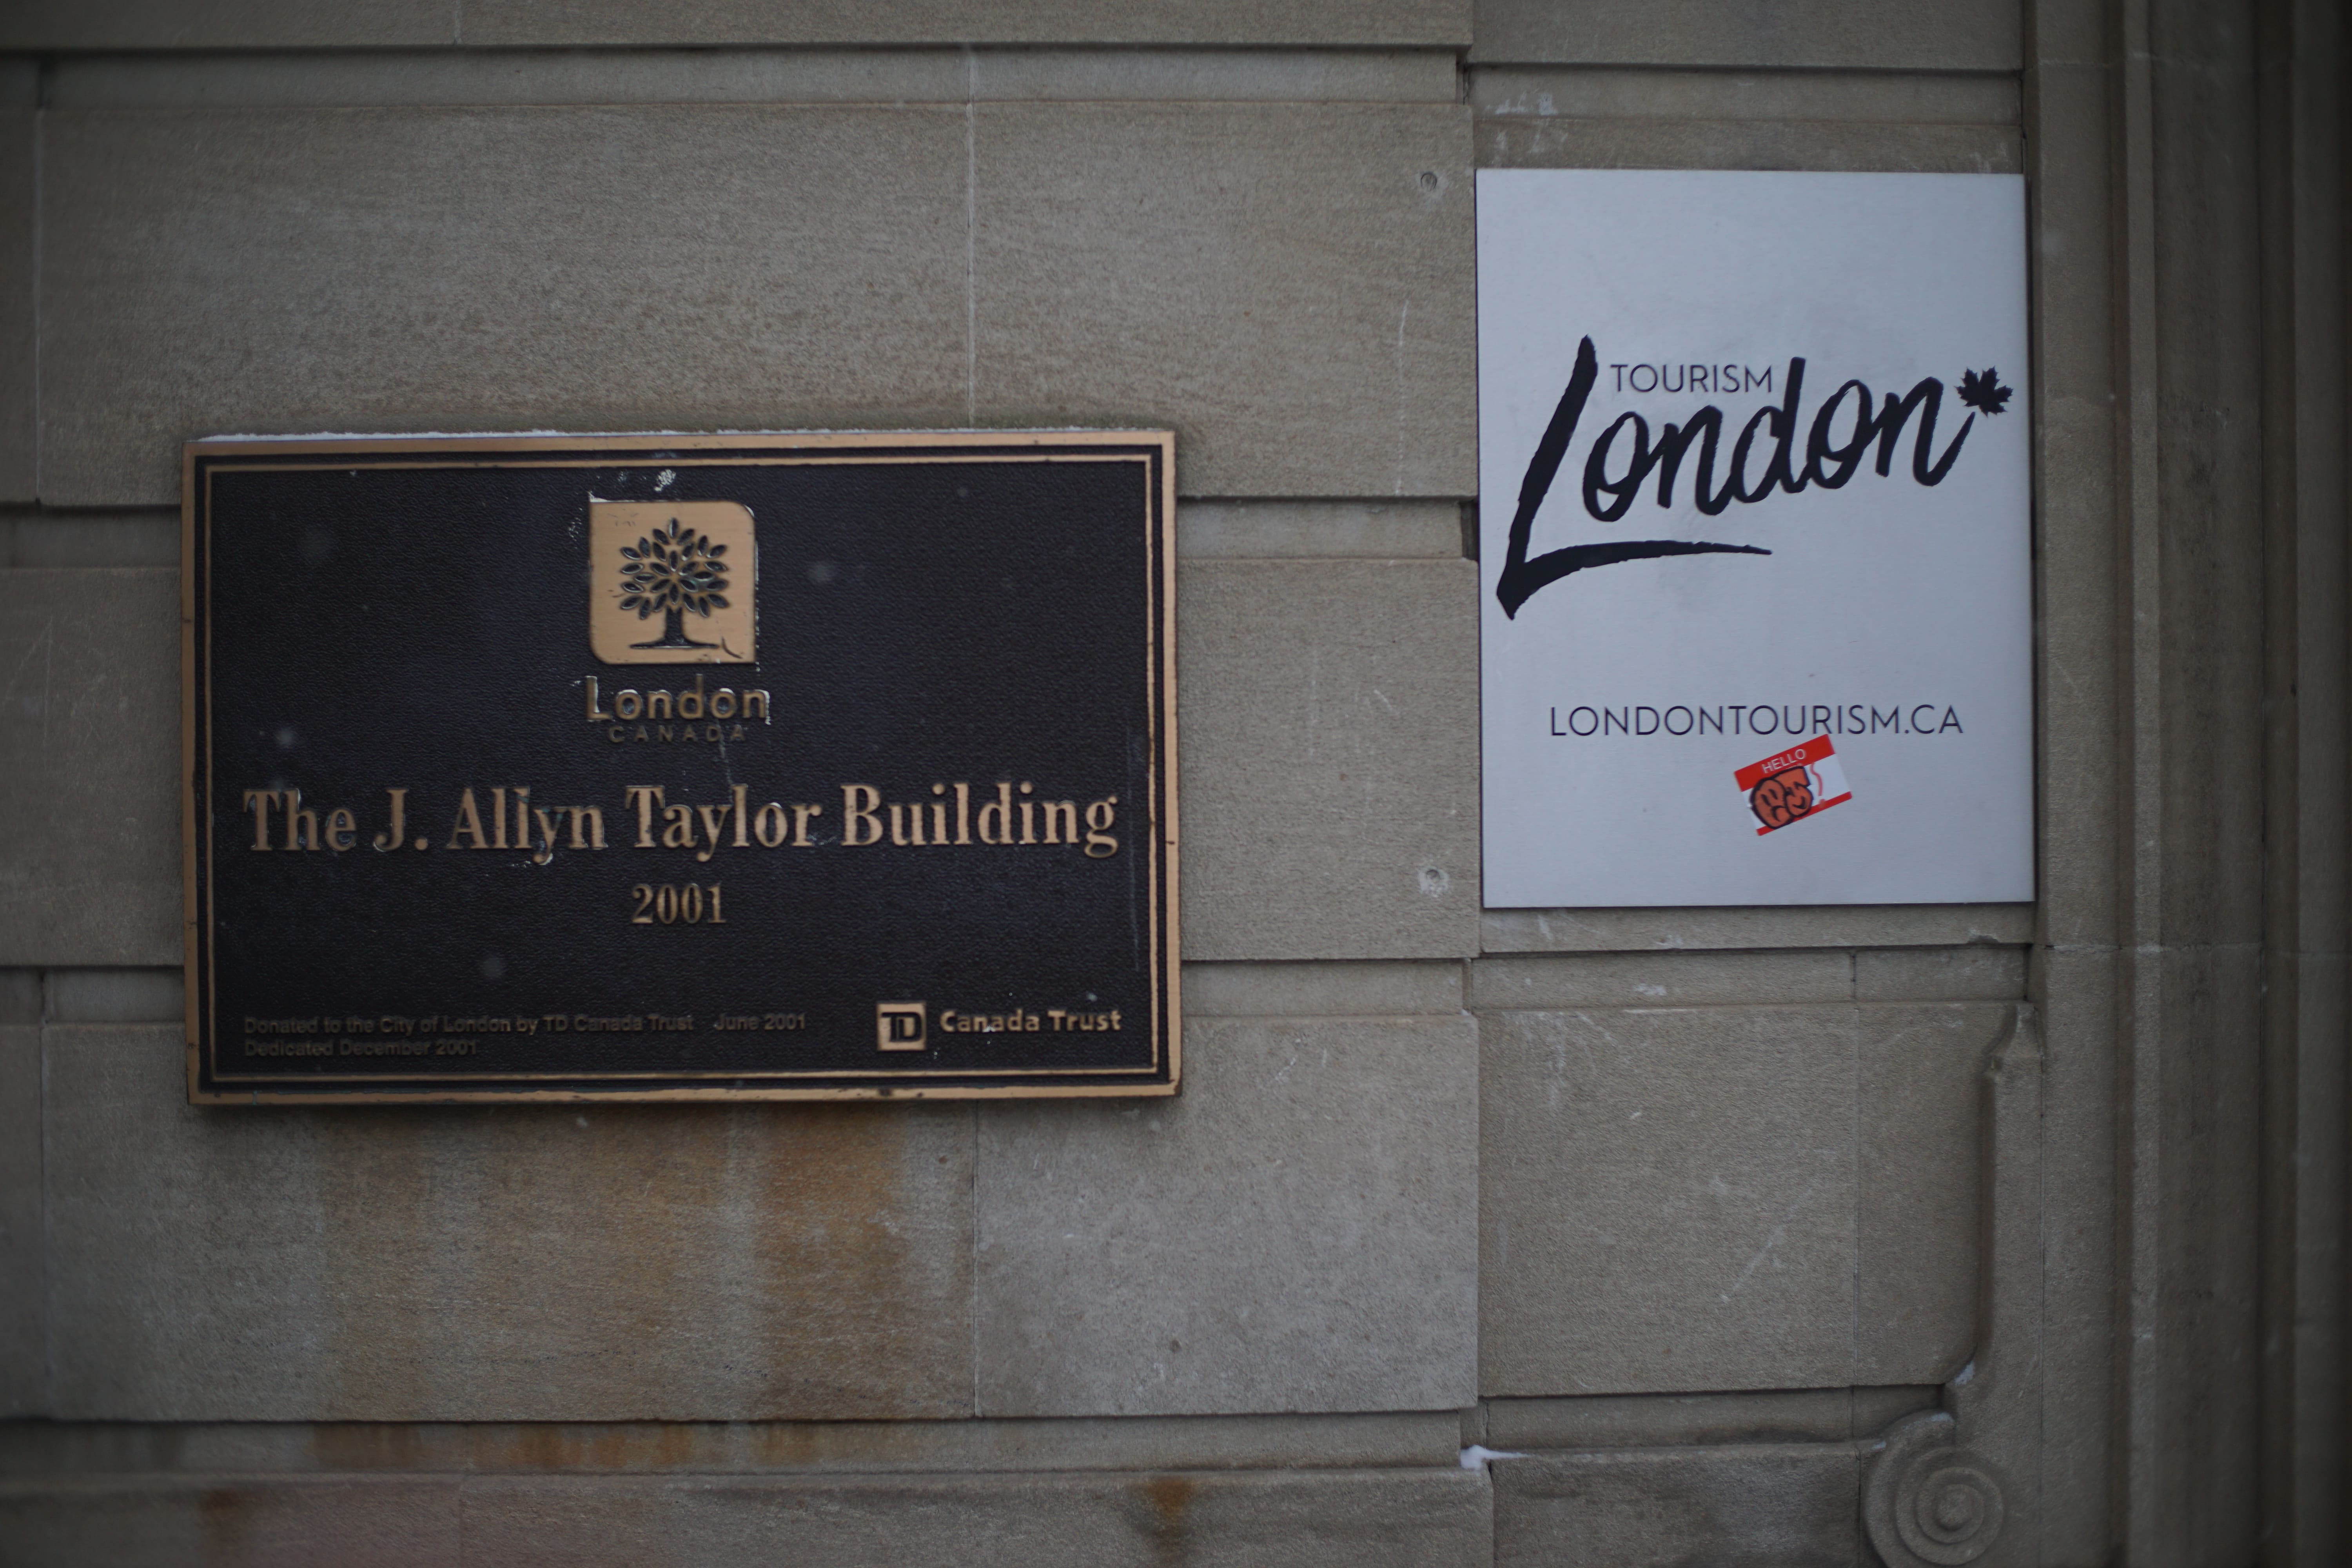 London
CANADA
The J. Allyn Taylor Building
2001
Donated to the City of London by TD Canada Trust June 2001
Dedicated December 2001
TD Canada Trust
TOURISM
London
LONDONTOURISM.CA
HELLO